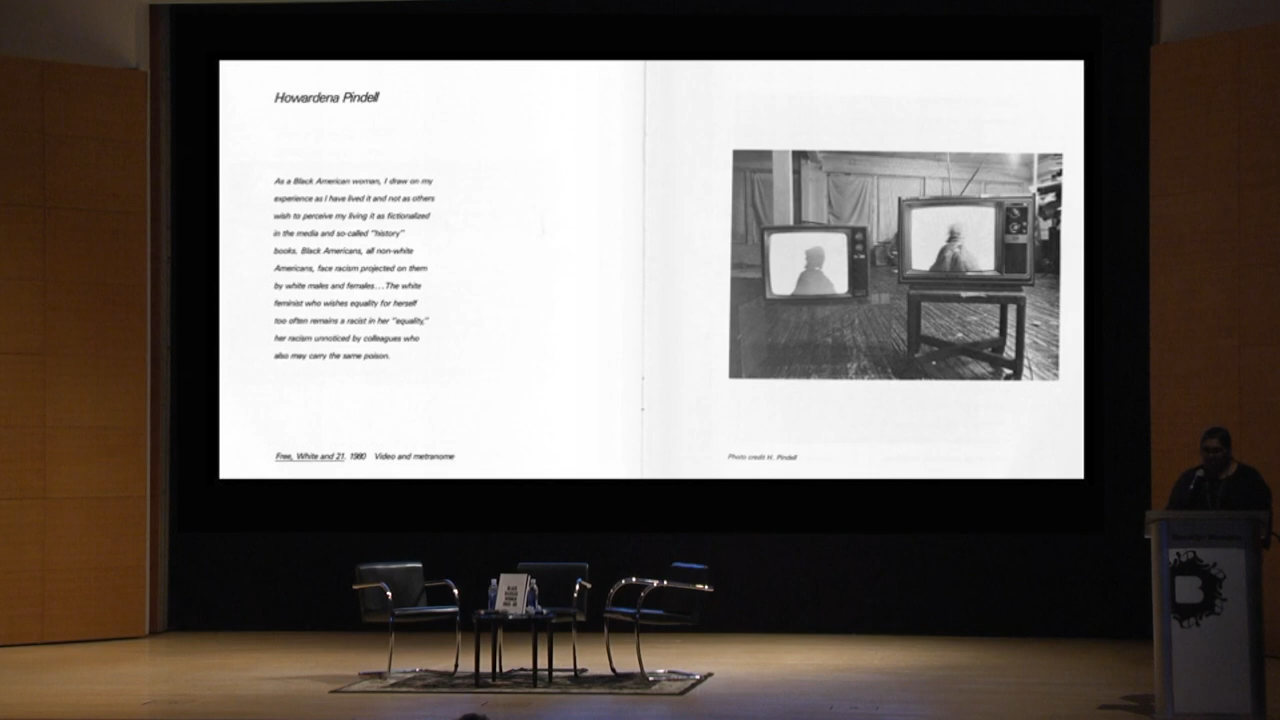 Howardena Pindell
As a Black American woman, I draw on my
experience as I have lived it and not as others
wish to perceive my living it as fictionalized
in the media and so-called "history"
books. Black Americans, all non-white
Americans, face racism projected on them
by white males and females...The white
feminist who wishes equality for herself
too often remains a racist in her "equality,"
her racism unnoticed by colleagues who
also may carry the same poison.
Free, White and 21. 1980 Video and metranome
Photo credit H. Pindell
Brooklyn Museum
B